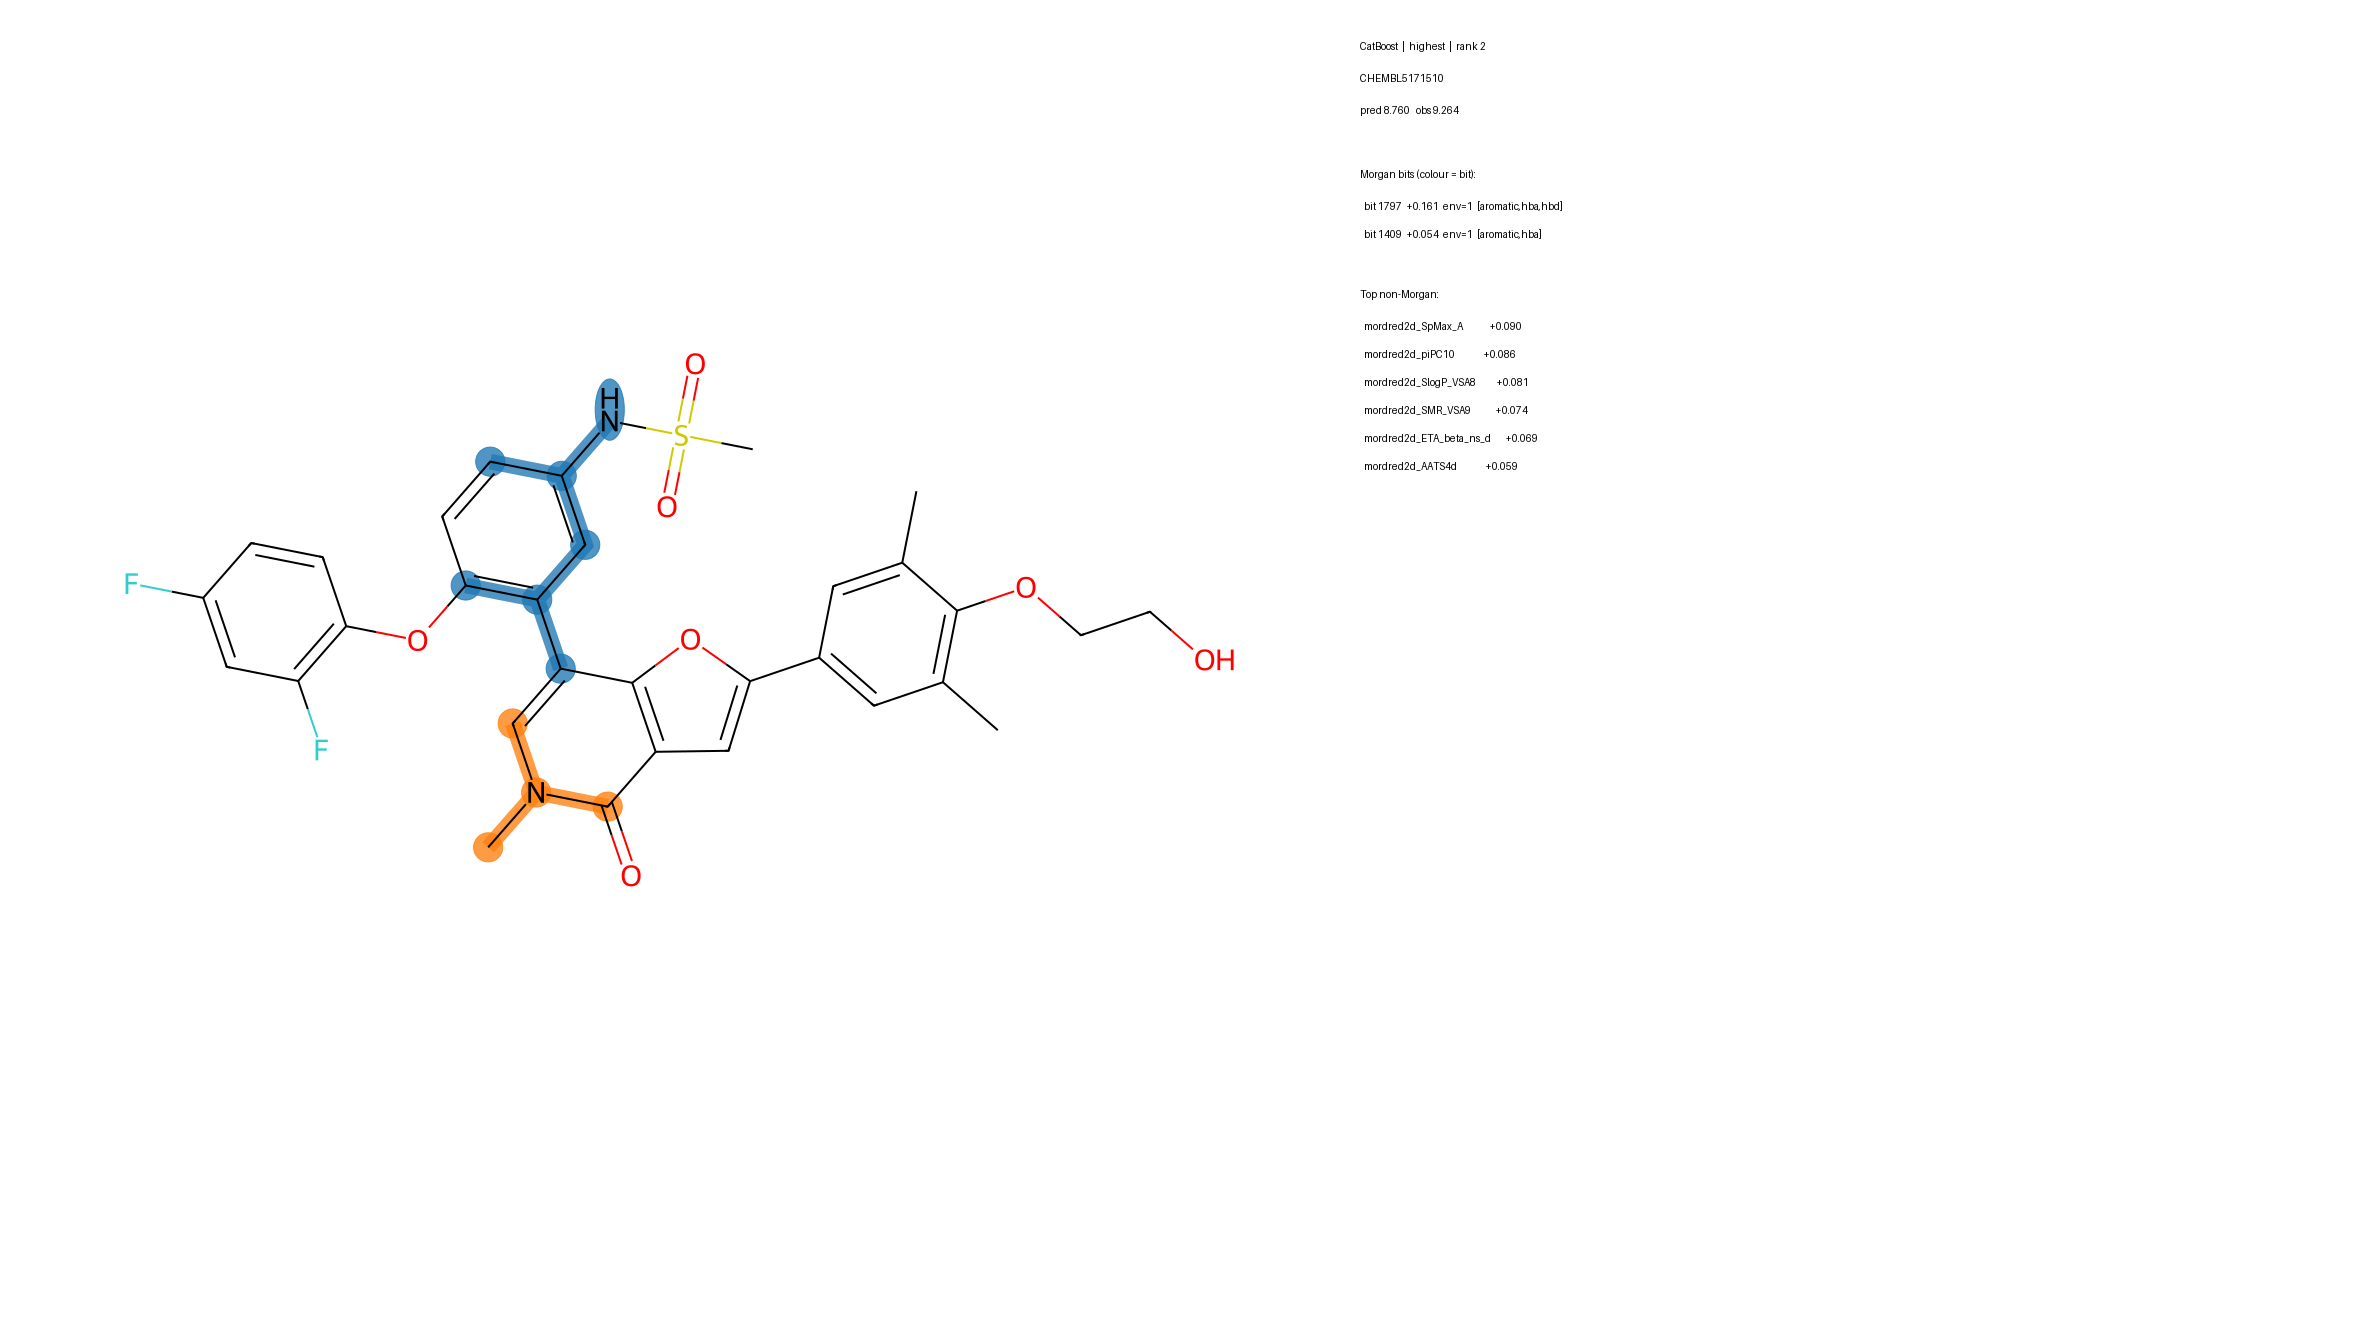 CatBoost | highest | rank 2
CHEMBL5171510
pred 8.760 obs 9.264
Morgan bits (colour = bit):
bit 1797 +0.161 env=1 [aromatic,hba,hbd]
bit 1409 +0.054 env=1 [aromatic,hba]
Top non-Morgan:
mordred2d_SpMax_A +0.090
mordred2d_piPC10 +0.086
mordred2d_SlogP_VSA8 +0.081
mordred2d_SMR_VSA9 +0.074
mordred2d_ETA_beta_ns_d +0.069
mordred2d_AATS4d +0.059
O
H
N
S
O
F
O
F
O
O
OH
N
O